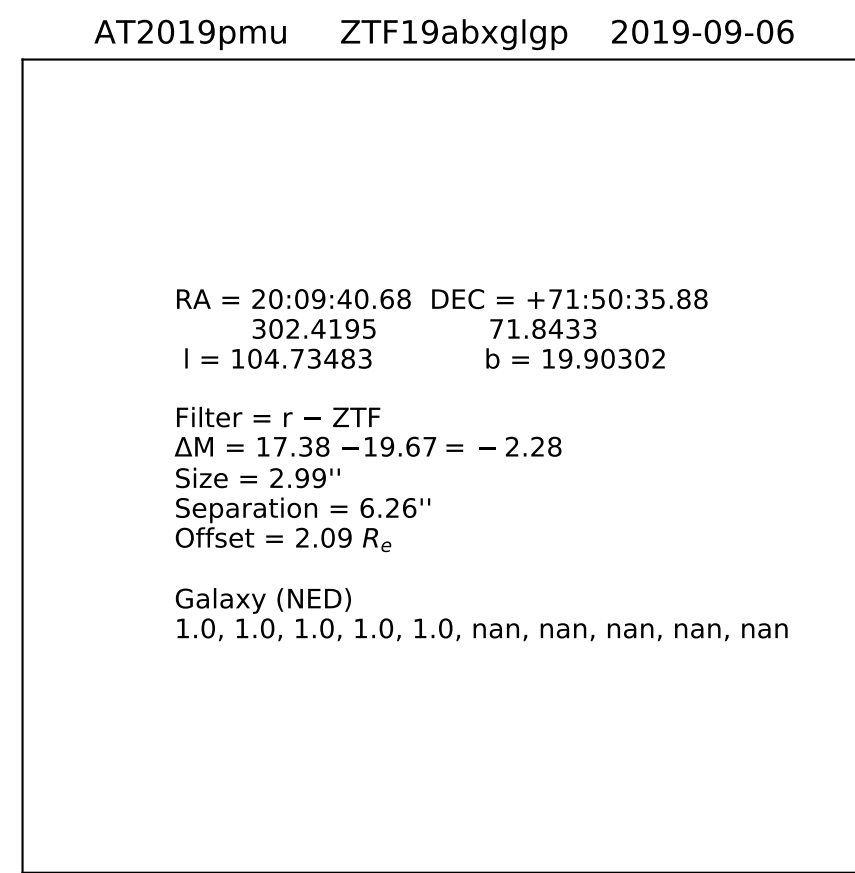 AT2019pmu ZTF19abxglgp 2019-09-06
RA = 20:09:40.68 DEC = +71:50:35.88
302.4195 71.8433
l = 104.73483 b = 19.90302
Filter = r − ZTF
ΔM = 17.38 −19.67 = − 2.28
Size = 2.99''
Separation = 6.26''
Offset = 2.09 Re
Galaxy (NED)
1.0, 1.0, 1.0, 1.0, 1.0, nan, nan, nan, nan, nan